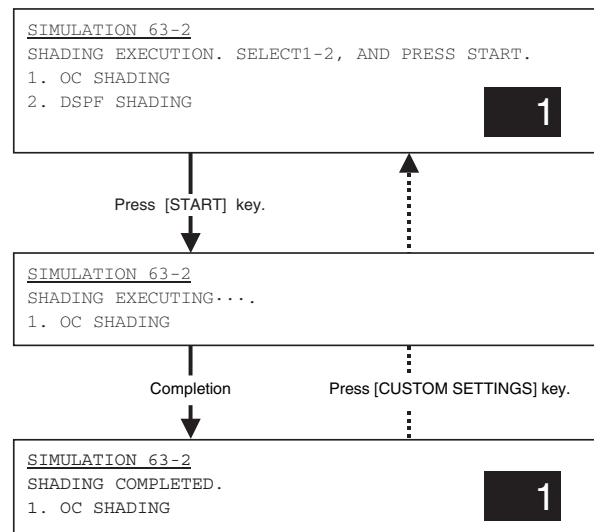 SIMULATION 63-2
SHADING EXECUTION. SELECT1-2, AND PRESS START.
1. OC SHADING
2. DSPF SHADING
1
Press [START] key.
SIMULATION 63-2
SHADING EXECUTING···.
1. OC SHADING
Completion
Press [CUSTOM SETTINGS] key.
SIMULATION 63-2
SHADING COMPLETED.
1. OC SHADING
1